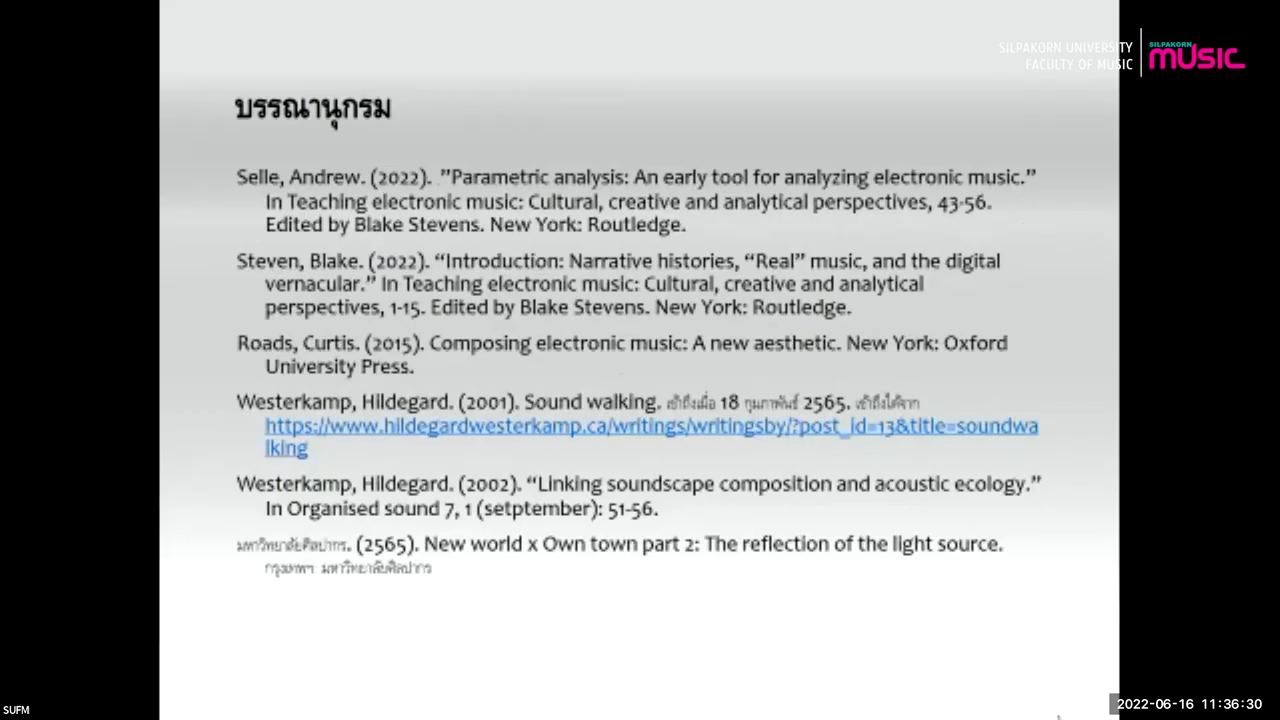 SILPAKORN UNIVERSITY
FACULTY OF MUSIC
SILPAKORN
MUSIC
บรรณานุกรม
Selle, Andrew. (2022). ”Parametric analysis: An early tool for analyzing electronic music.”
In Teaching electronic music: Cultural, creative and analytical perspectives, 43-56.
Edited by Blake Stevens. New York: Routledge.
Steven, Blake. (2022). “Introduction: Narrative histories, “Real” music, and the digital
vernacular.” In Teaching electronic music: Cultural, creative and analytical
perspectives, 1-15. Edited by Blake Stevens. New York: Routledge.
Roads, Curtis. (2015). Composing electronic music: A new aesthetic. New York: Oxford
University Press.
Westerkamp, Hildegard. (2001). Sound walking. เข้าถึงเมื่อ 18 กุมภาพันธ์ 2565. เข้าถึงได้จาก
https://www.hildegardwesterkamp.ca/writings/writingsby/?post_id=13&title=soundwa
lking
Westerkamp, Hildegard. (2002). “Linking soundscape composition and acoustic ecology.”
In Organised sound 7, 1 (setptember): 51-56.
มหาวิทยาลัยศิลปากร. (2565). New world x Own town part 2: The reflection of the light source.
กรุงเทพฯ: มหาวิทยาลัยศิลปากร
SUFM
2022-06-16 11:36:30